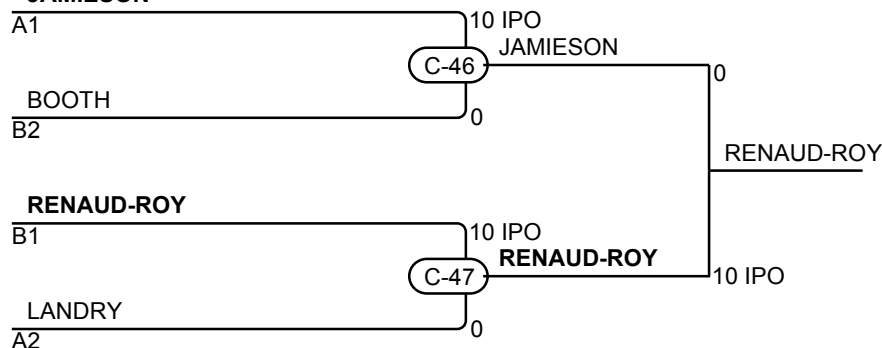 JAMIESON
A1
10 IPO
JAMIESON
C-46
0
BOOTH
B2
0
RENAUD-ROY
RENAUD-ROY
B1
10 IPO
RENAUD-ROY
C-47
10 IPO
LANDRY
A2
0